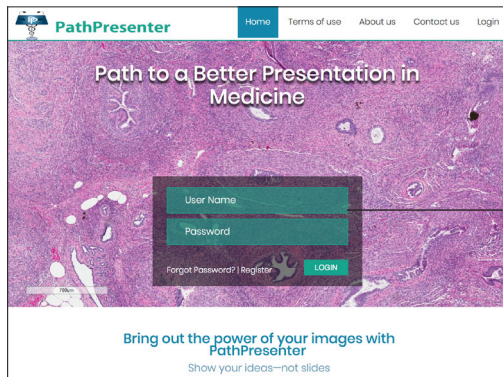 PathPresenter
Home Terms of use About us Contact us Login
Path to a Better Presentation in
Medicine
User Name
Password
Forgot Password? | Register LOGIN
Bring out the power of your images with
PathPresenter
Show your ideas—not slides